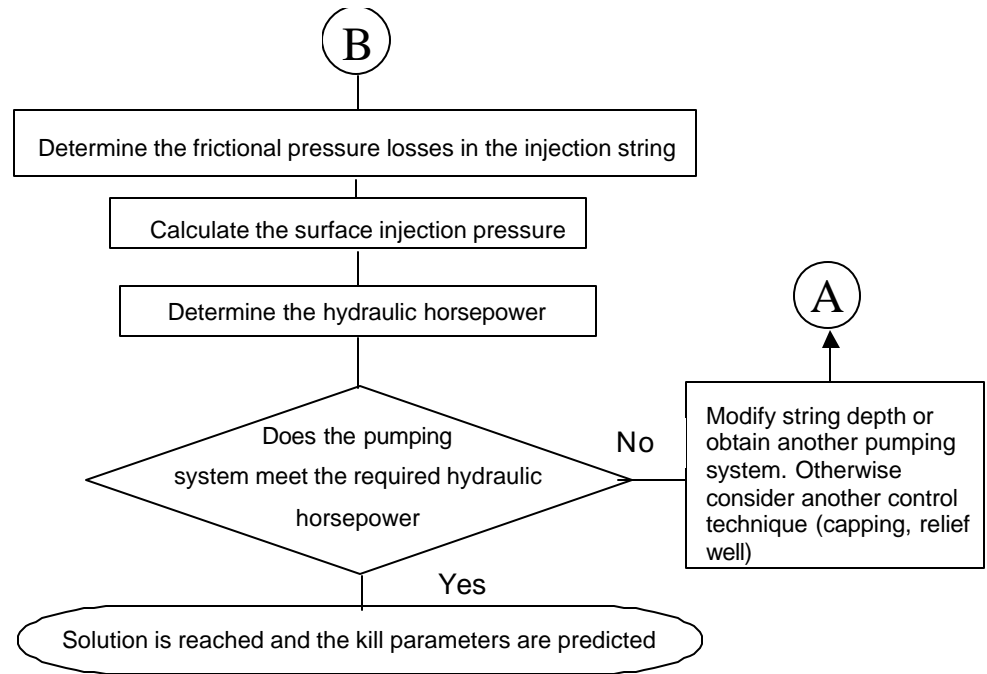 B
Determine the frictional pressure losses in the injection string
Calculate the surface injection pressure
Determine the hydraulic horsepower
A
Does the pumping
system meet the required hydraulic
horsepower
No
Modify string depth or
obtain another pumping
system. Otherwise
consider another control
technique (capping, relief
well)
Yes
Solution is reached and the kill parameters are predicted